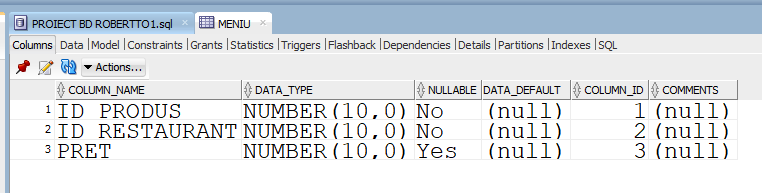 PROIECT BD ROBERTTO1.sql MENIU
Columns Data Model Constraints Grants Statistics Triggers Flashback Dependencies Details Partitions Indexes SQL
Actions...
COLUMN_NAME DATA_TYPE NULLABLE DATA_DEFAULT COLUMN_ID COMMENTS
1 ID_PRODUS NUMBER(10,0) No (null) 1 (null)
2 ID_RESTAURANT NUMBER(10,0) No (null) 2 (null)
3 PRET NUMBER(10,0) Yes (null) 3 (null)